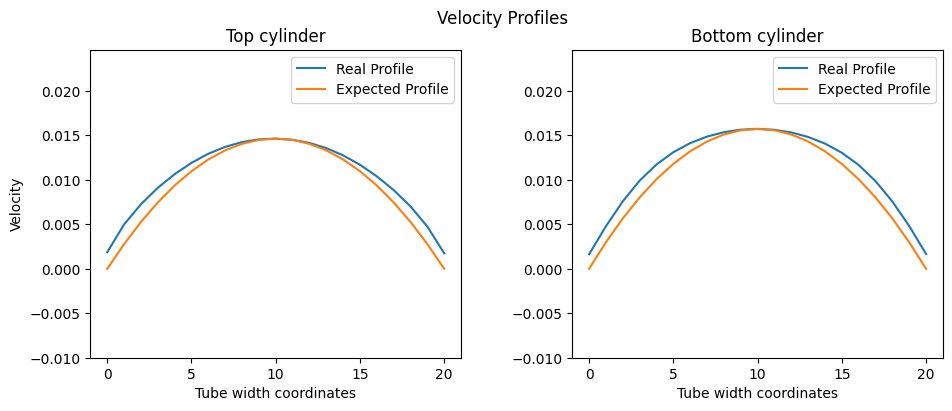 Velocity Profiles
Top cylinder
Real Profile
Expected Profile
0.020
0.015
0.010
0.005
0.000
−0.005
−0.010
Velocity
0 5 10 15 20
Tube width coordinates
Bottom cylinder
Real Profile
Expected Profile
0.020
0.015
0.010
0.005
0.000
−0.005
−0.010
0 5 10 15 20
Tube width coordinates